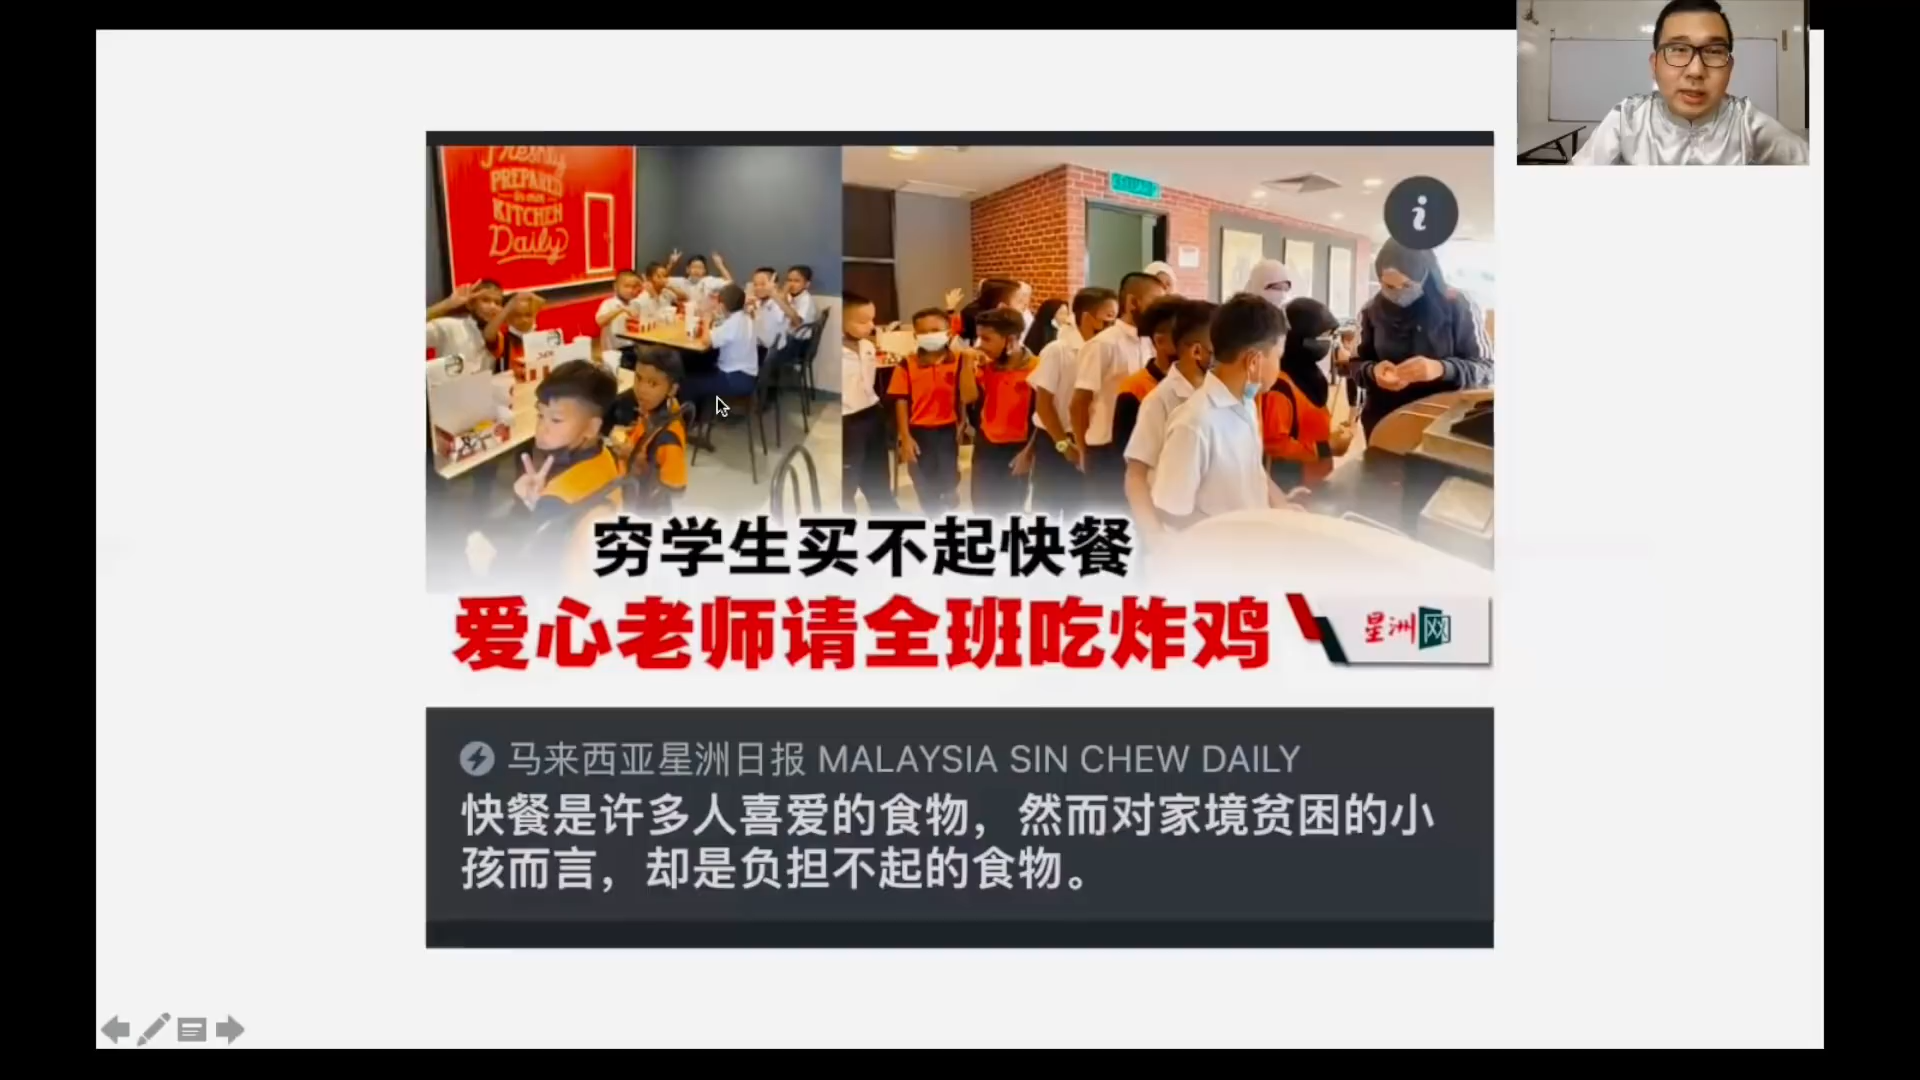 Freshly
PREPARED
in our
KITCHEN
Daily
i
穷学生买不起快餐
爱心老师请全班吃炸鸡
星洲网
马来西亚星洲日报 MALAYSIA SIN CHEW DAILY
快餐是许多人喜爱的食物，然而对家境贫困的小
孩而言，却是负担不起的食物。